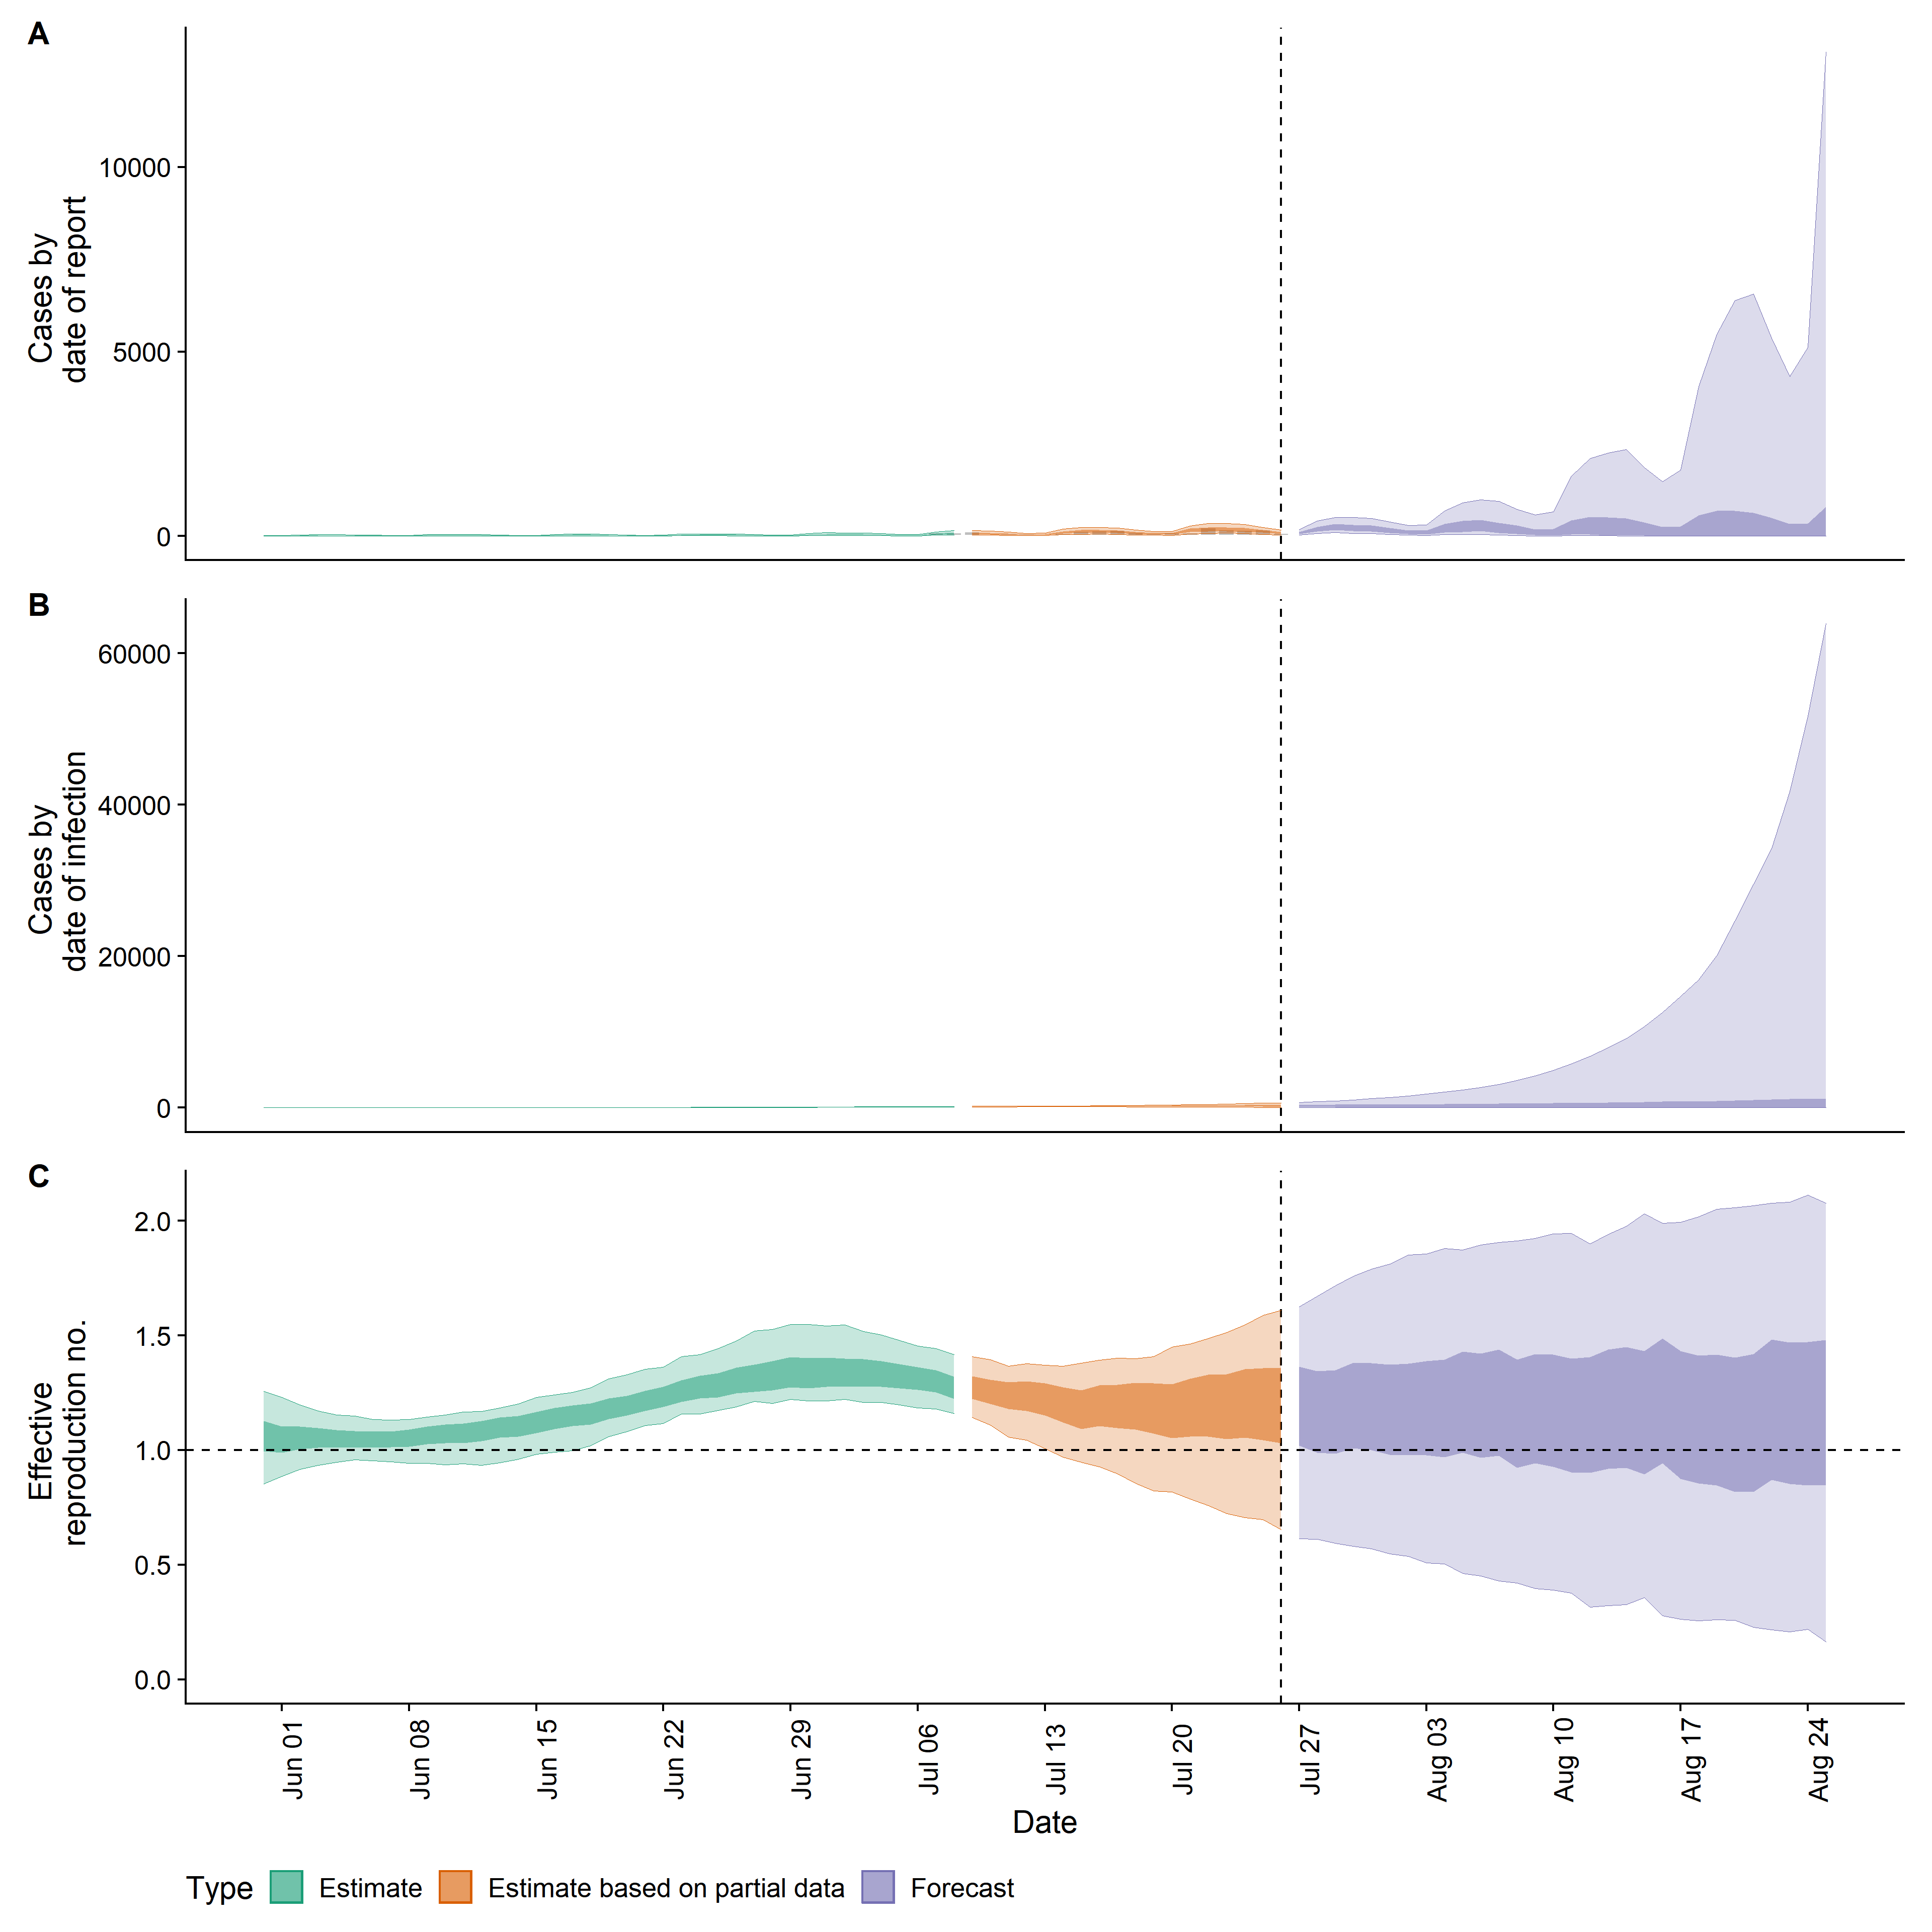 A
Cases by
date of report
10000
5000
0
B
Cases by
date of infection
60000
40000
20000
0
C
Effective
reproduction no.
2.0
1.5
1.0
0.5
0.0
Jun 01
Jun 08
Jun 15
Jun 22
Jun 29
Jul 06
Jul 13
Jul 20
Jul 27
Aug 03
Aug 10
Aug 17
Aug 24
Date
Type Estimate Estimate based on partial data Forecast